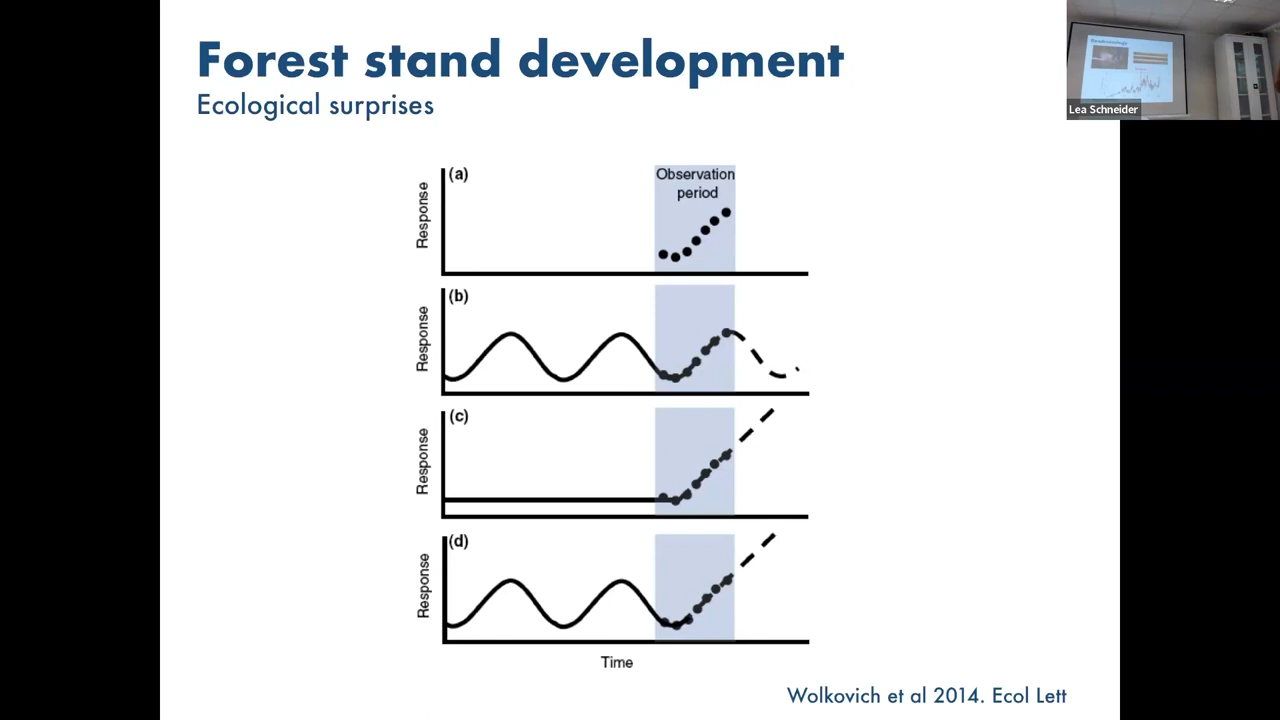 Forest stand development
Ecological surprises
Lea Schneider
(a)
Observation
period
Response
(b)
Response
(c)
Response
(d)
Response
Time
Wolkovich et al 2014. Ecol Lett